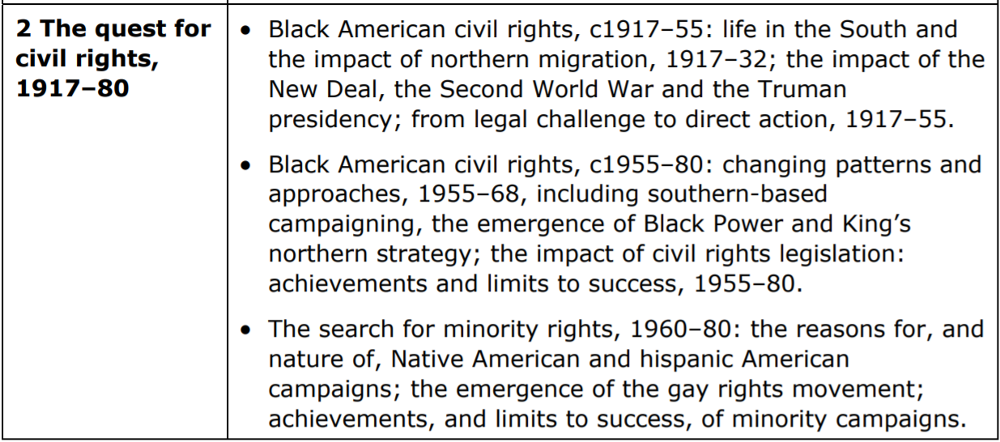 2 The quest for
civil rights,
1917–80
• Black American civil rights, c1917–55: life in the South and
the impact of northern migration, 1917–32; the impact of the
New Deal, the Second World War and the Truman
presidency; from legal challenge to direct action, 1917–55.
• Black American civil rights, c1955–80: changing patterns and
approaches, 1955–68, including southern-based
campaigning, the emergence of Black Power and King’s
northern strategy; the impact of civil rights legislation:
achievements and limits to success, 1955–80.
• The search for minority rights, 1960–80: the reasons for, and
nature of, Native American and hispanic American
campaigns; the emergence of the gay rights movement;
achievements, and limits to success, of minority campaigns.